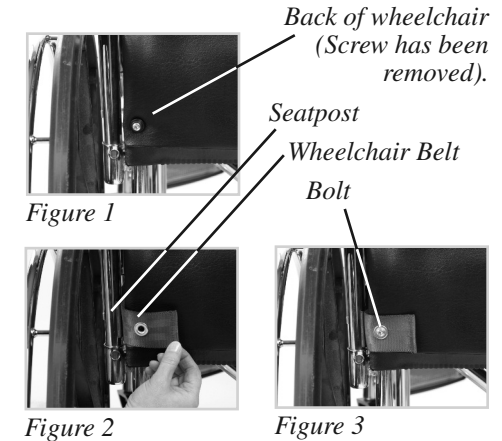 Back of wheelchair
(Screw has been
removed).
Seatpost
Wheelchair Belt
Bolt
Figure 1
Figure 2
Figure 3